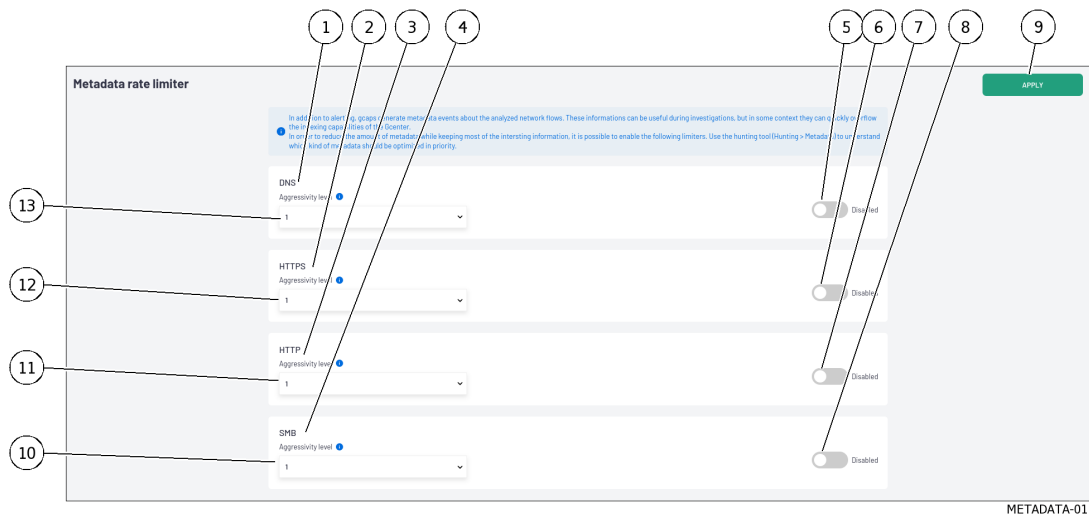 1 2 3 4 5 6 7 8 9
Metadata rate limiter
APPLY
In addition to alerting, gcaps generate metadata events about the analyzed network flows. These informations can be useful during investigations, but in some context they can quickly overflow
the indexing capabilities of the Gcenter.
In order to reduce the amount of metadata while keeping most of the intersting information, it is possible to enable the following limiters. Use the hunting tool (Hunting > Metadata) to understand
which kind of metadata should be optimized in priority.
DNS
Aggressivity level
13
1
Disabled
HTTPS
Aggressivity level
12
1
Disabled
HTTP
Aggressivity level
11
1
Disabled
SMB
Aggressivity level
10
1
Disabled
METADATA-01